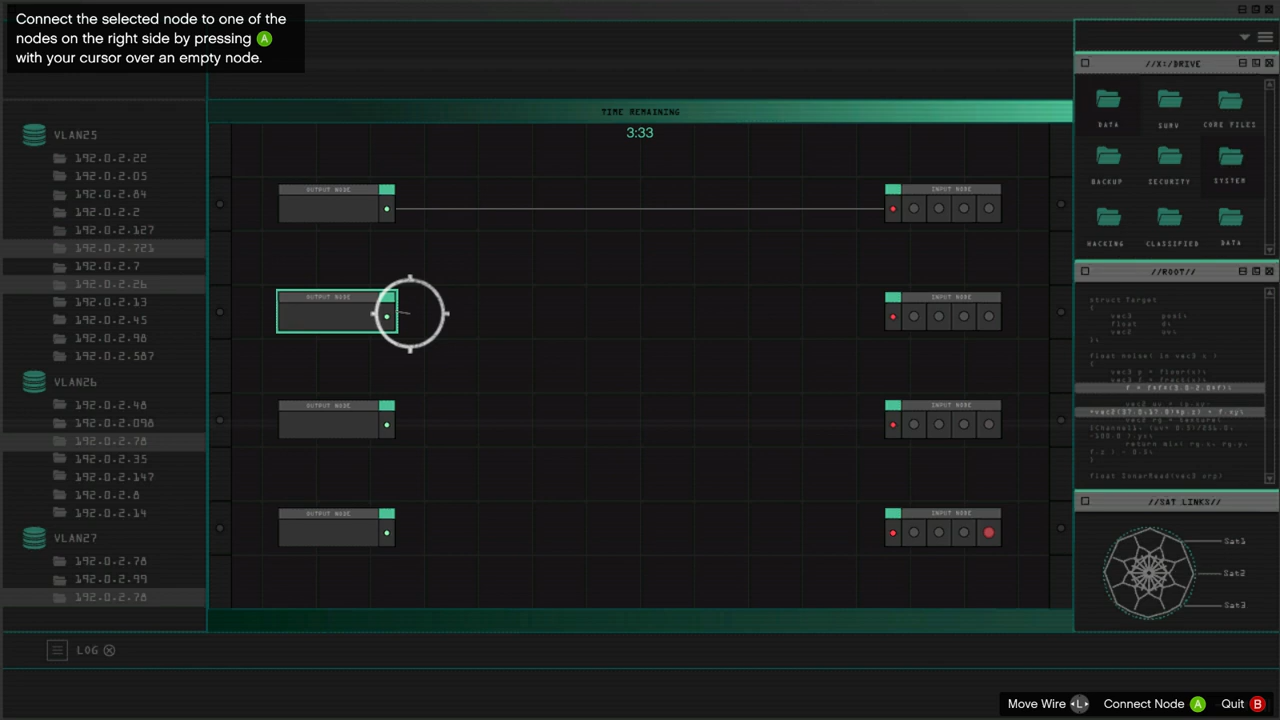 Connect the selected node to one of the
nodes on the right side by pressing A
with your cursor over an empty node.
TIME REMAINING
3:33
VLAN25
192.0.2.22
192.0.2.05
192.0.2.84
192.0.2.2
192.0.2.127
192.0.2.721
192.0.2.7
192.0.2.26
192.0.2.13
192.0.2.45
192.0.2.98
192.0.2.587
VLAN26
192.0.2.48
192.0.2.098
192.0.2.78
192.0.2.35
192.0.2.147
192.0.2.8
192.0.2.14
VLAN27
192.0.2.78
192.0.2.99
192.0.2.78
OUTPUT NODE
INPUT NODE
OUTPUT NODE
INPUT NODE
OUTPUT NODE
INPUT NODE
OUTPUT NODE
INPUT NODE
//X:/DRIVE
DATA
SURV
CORE FILES
BACKUP
SECURITY
SYSTEM
HACKING
CLASSIFIED
DATA
//ROOT//
struct Target
//SAT LINKS//
Sat1
Sat2
Sat3
LOG
Move Wire L
Connect Node A
Quit B